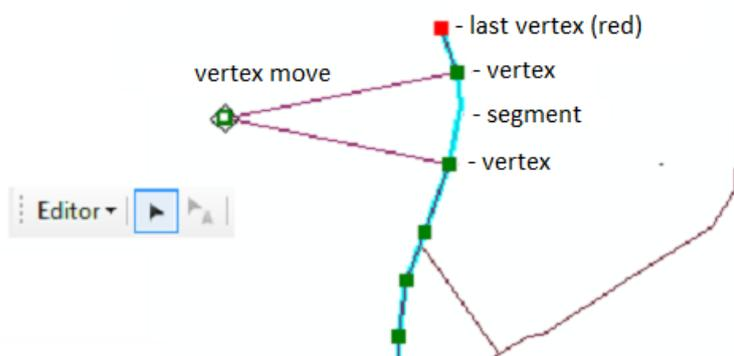 - last vertex (red)
vertex move
- vertex
- segment
- vertex
Editor
A